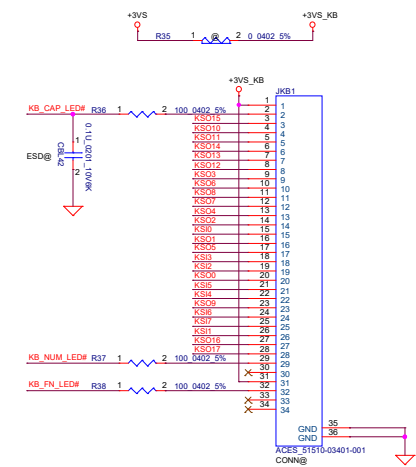 +3VS +3VS_KB
R35 1 @ 2 0_0402_5%
+3VS_KB
JKB1
1 1
KB_CAP_LED# R36 1 2 100_0402_5% 2 2
KSO15 3 3
KSO10 4 4
KSO11 5 5
KSO14 6 6
KSO13 7 7
KSO12 8 8
KSO3 9 9
KSO6 10 10
KSO8 11 11
KSO7 12 12
KSO4 13 13
KSO2 14 14
KSI0 15 15
KSO1 16 16
KSO5 17 17
KSI3 18 18
KSI2 19 19
KSO0 20 20
KSI5 21 21
KSI4 22 22
KSO9 23 23
KSI6 24 24
KSI7 25 25
KSI1 26 26
KSO16 27 27
KSO17 28 28
KB_NUM_LED# R37 1 2 100_0402_5% 29 29
30 30
31 31
KB_FN_LED# R38 1 2 100_0402_5% 32 32
33 33
34 34
ESD@
1
2
CBL42
0.1U_0201_10V6K
GND 35
GND 36
ACES_51510-03401-001
CONN@